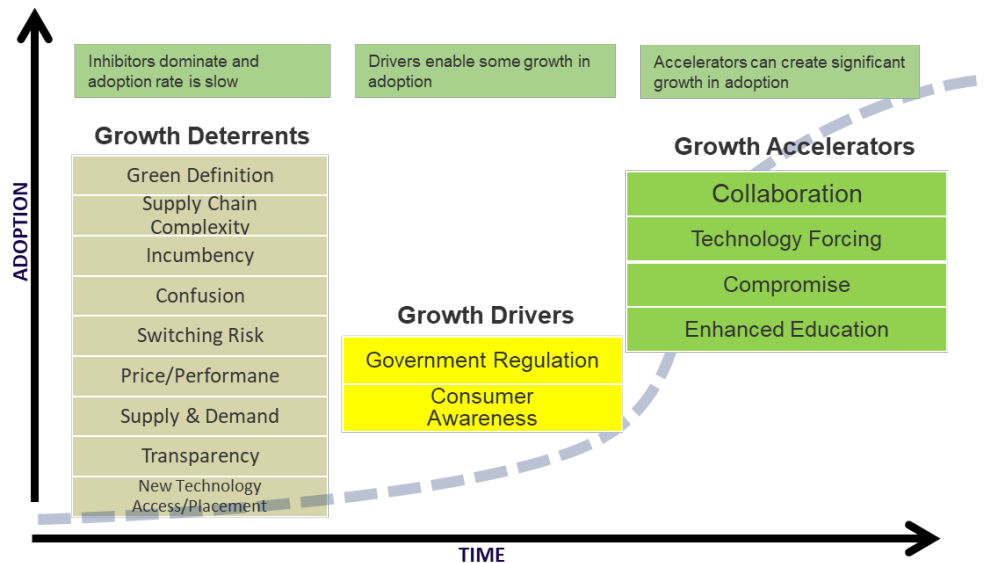 Inhibitors dominate and
adoption rate is slow
Drivers enable some growth in
adoption
Accelerators can create significant
growth in adoption
Growth Deterrents
Green Definition
Supply Chain
Complexity
Incumbency
Confusion
Switching Risk
Price/Performane
Supply & Demand
Transparency
New Technology
Access/Placement
Growth Drivers
Government Regulation
Consumer
Awareness
Growth Accelerators
Collaboration
Technology Forcing
Compromise
Enhanced Education
ADOPTION
TIME